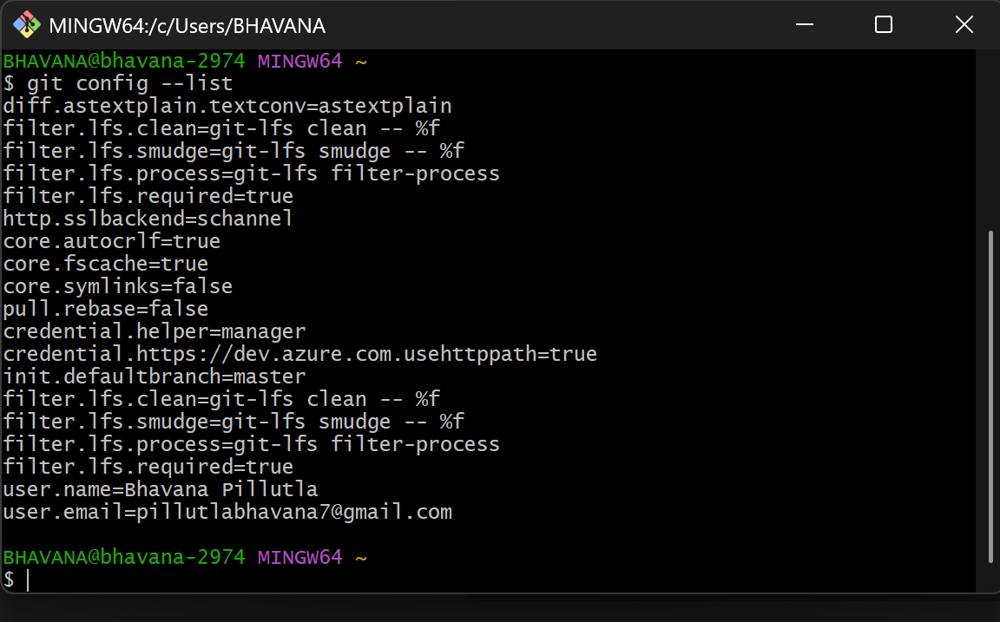 MINGW64:/c/Users/BHAVANA
BHAVANA@bhavana-2974 MINGW64 ~
$ git config --list
diff.astextplain.textconv=astextplain
filter.lfs.clean=git-lfs clean -- %f
filter.lfs.smudge=git-lfs smudge -- %f
filter.lfs.process=git-lfs filter-process
filter.lfs.required=true
http.sslbackend=schannel
core.autocrlf=true
core.fscache=true
core.symlinks=false
pull.rebase=false
credential.helper=manager
credential.https://dev.azure.com.usehttppath=true
init.defaultbranch=master
filter.lfs.clean=git-lfs clean -- %f
filter.lfs.smudge=git-lfs smudge -- %f
filter.lfs.process=git-lfs filter-process
filter.lfs.required=true
user.name=Bhavana Pillutla
user.email=pillutlabhavana7@gmail.com
BHAVANA@bhavana-2974 MINGW64 ~
$